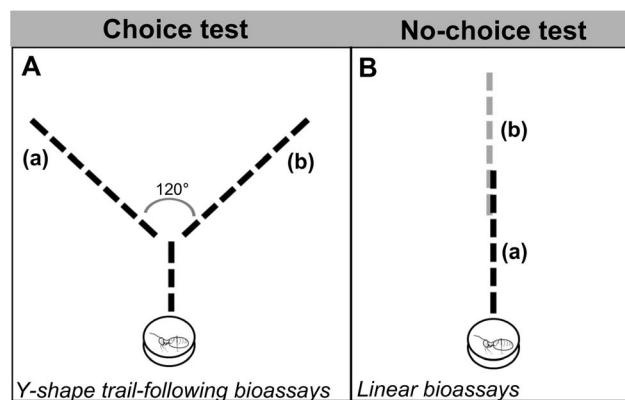 Choice test
No-choice test
A
B
(a)
(b)
120°
(b)
(a)
Y-shape trail-following bioassays
Linear bioassays